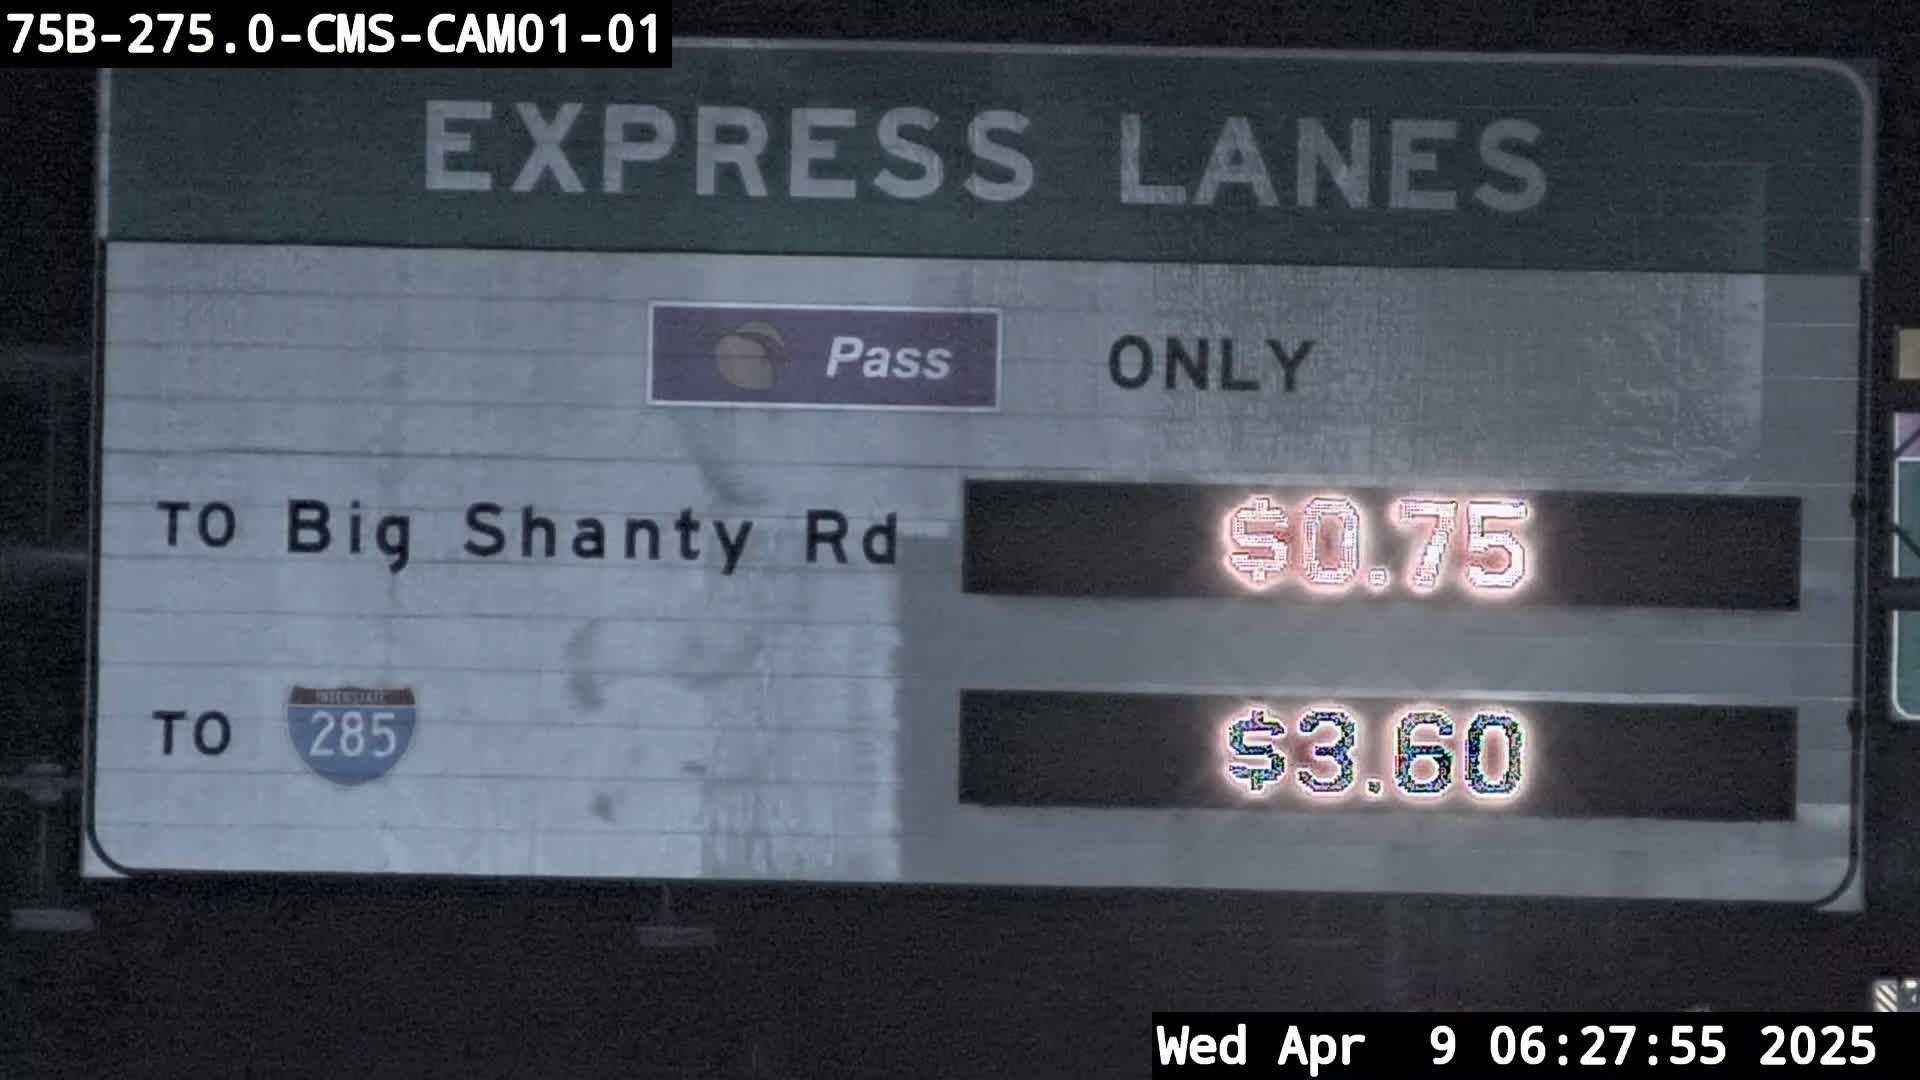 75B-275.0-CMS-CAM01-01
EXPRESS LANES
Pass ONLY
TO Big Shanty Rd $0.75
TO INTERSTATE 285 $3.60
Wed Apr 9 06:27:55 2025